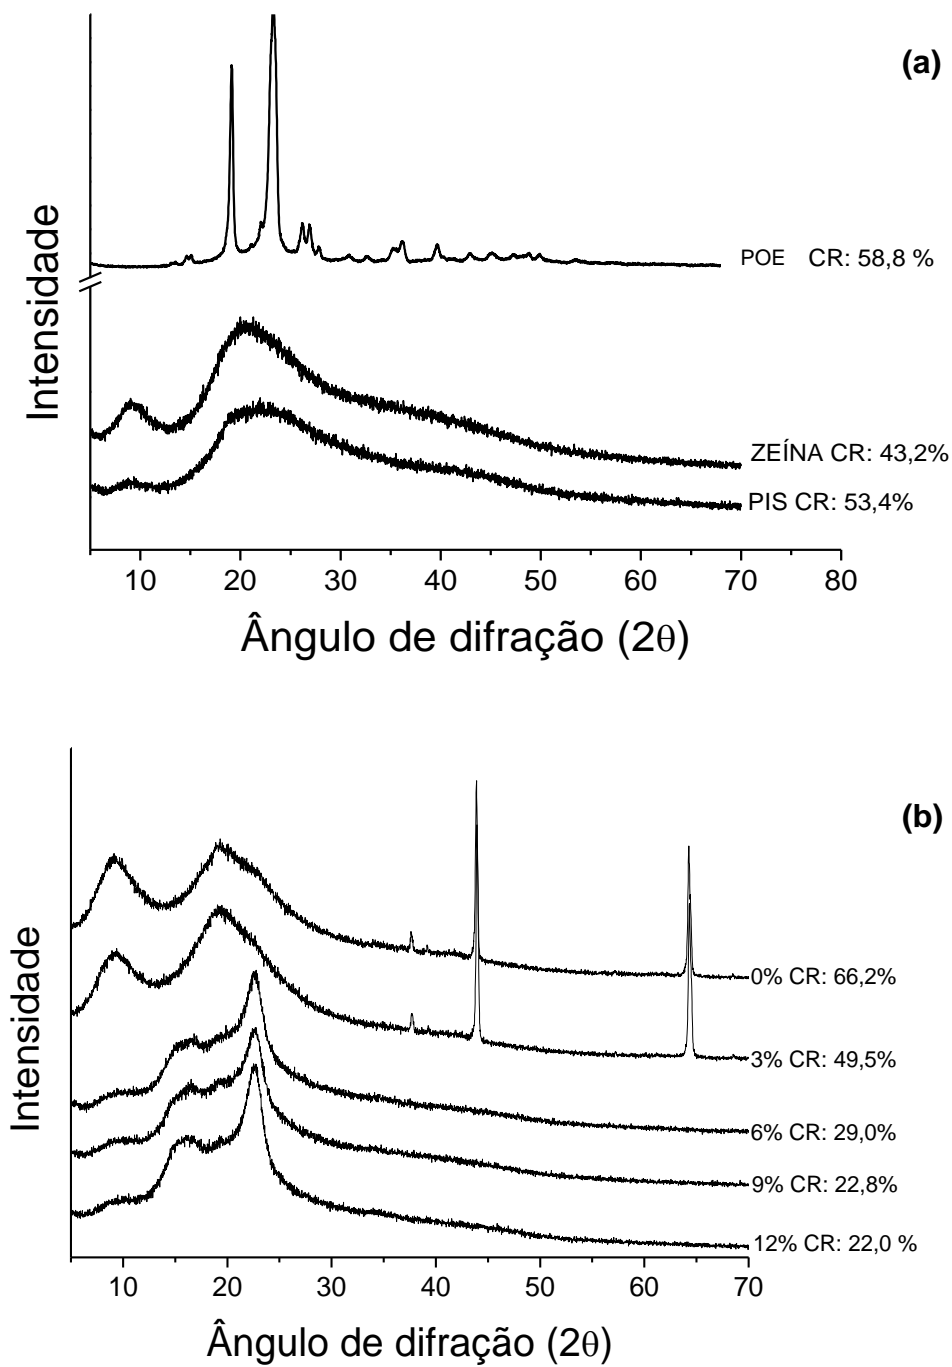 (a)
Intensidade
POE CR: 58,8 %
ZEÍNA CR: 43,2%
PIS CR: 53,4%
10 20 30 40 50 60 70 80
Ângulo de difração (2θ)
(b)
Intensidade
0% CR: 66,2%
3% CR: 49,5%
6% CR: 29,0%
9% CR: 22,8%
12% CR: 22,0 %
10 20 30 40 50 60 70
Ângulo de difração (2θ)